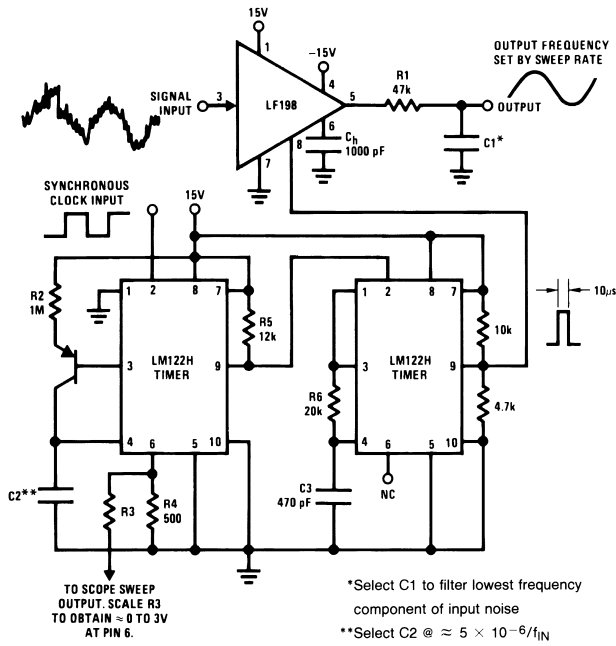 15V
1
-15V
4
SIGNAL
INPUT
3
LF198
5
6
8
7
C_h
1000 pF
R1
47k
OUTPUT FREQUENCY
SET BY SWEEP RATE
OUTPUT
C1*
SYNCHRONOUS
CLOCK INPUT
15V
R2
1M
1
2
8
7
3
LM122H
TIMER
9
4
6
5
10
R5
12k
C2**
R3
R4
500
1
2
8
7
3
LM122H
TIMER
9
4
6
5
10
R6
20k
C3
470 pF
NC
10k
4.7k
10μs
TO SCOPE SWEEP
OUTPUT. SCALE R3
TO OBTAIN ≈ 0 TO 3V
AT PIN 6.
*Select C1 to filter lowest frequency
component of input noise
**Select C2 @ ≈ 5 × 10⁻⁶/f_IN